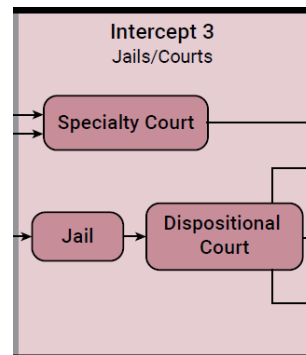 Intercept 3
Jails/Courts
Specialty Court
Jail
Dispositional
Court